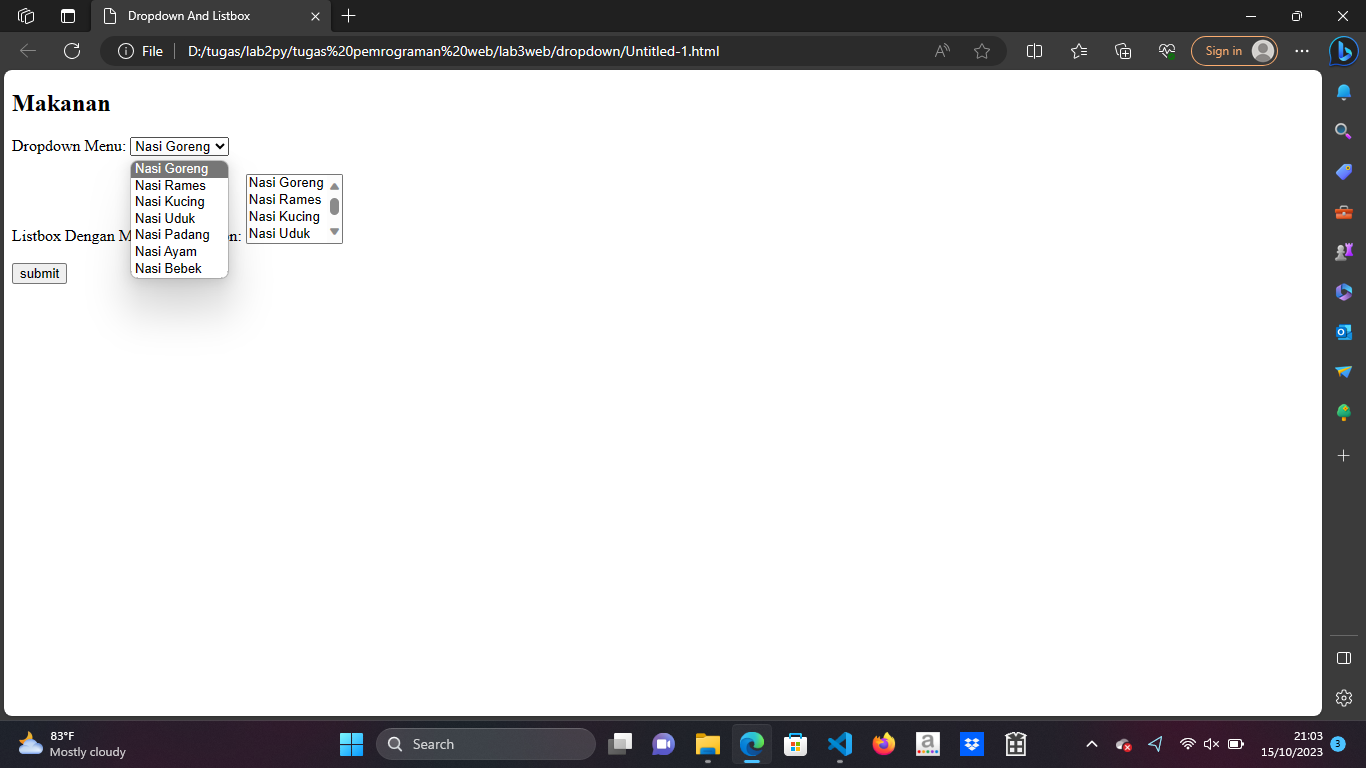 Dropdown And Listbox
File
D:/tugas/lab2py/tugas%20pemrograman%20web/lab3web/dropdown/Untitled-1.html
Sign in
Makanan
Dropdown Menu:
Nasi Goreng
Nasi Goreng
Nasi Rames
Nasi Kucing
Nasi Uduk
Nasi Padang
Nasi Ayam
Nasi Bebek
Nasi Goreng
Nasi Rames
Nasi Kucing
Nasi Uduk
Listbox Dengan M n:
submit
83°F
Mostly cloudy
Search
21:03
15/10/2023
3